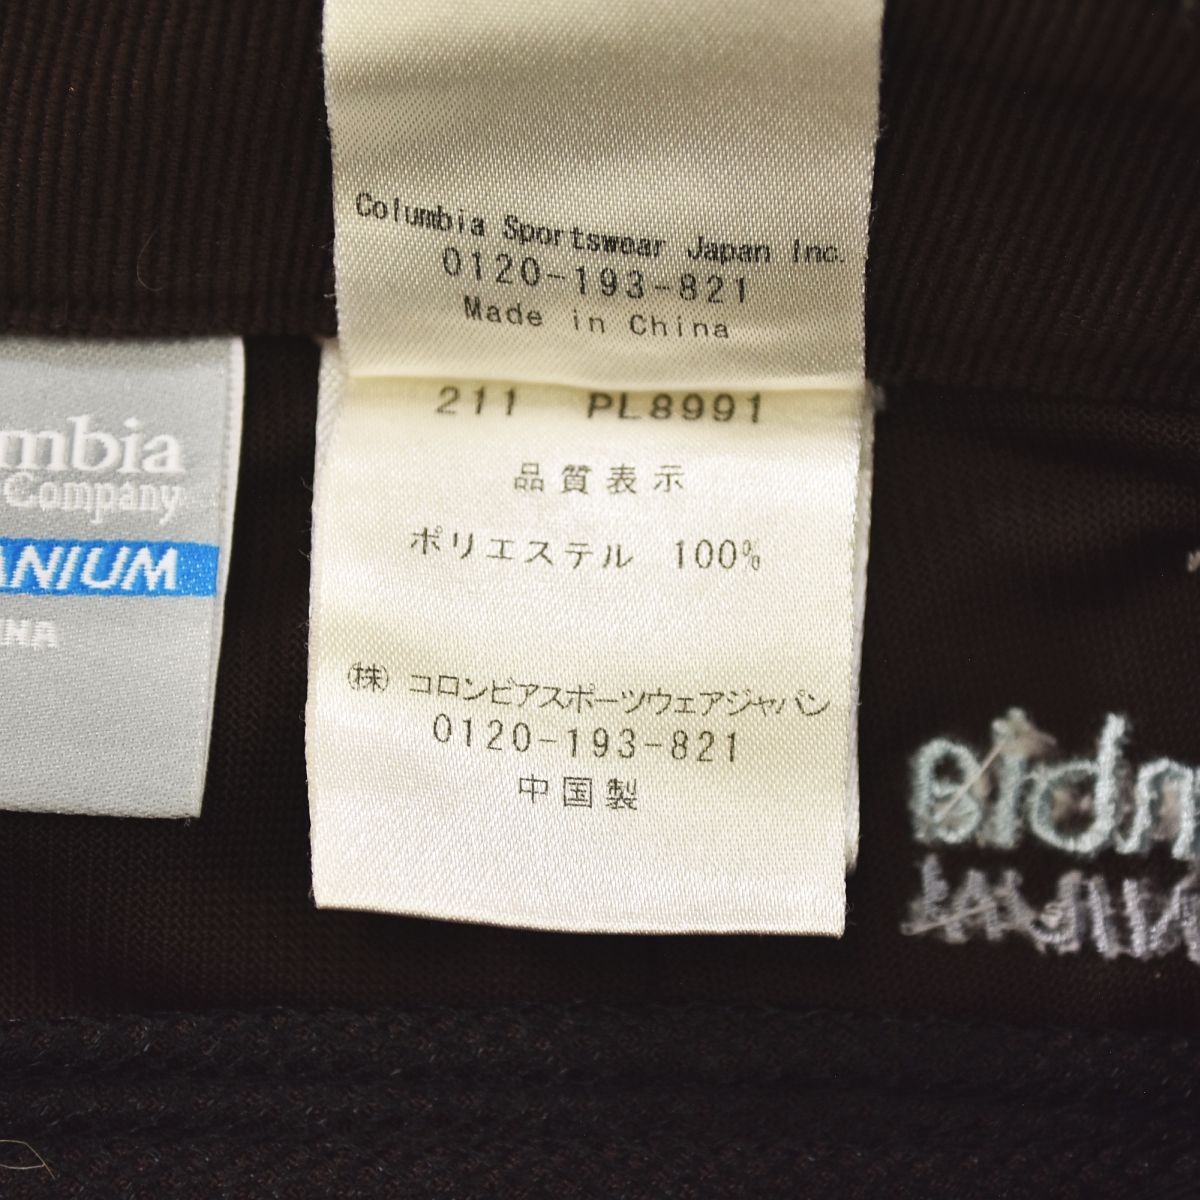 Columbia Sportswear Japan Inc.
0120-193-821
Made in China
211 PL8991
品質表示
ポリエステル 100%
(株) コロンビアスポーツウェアジャパン
0120-193-821
中国製
mbia
Company
ANIUM
INA